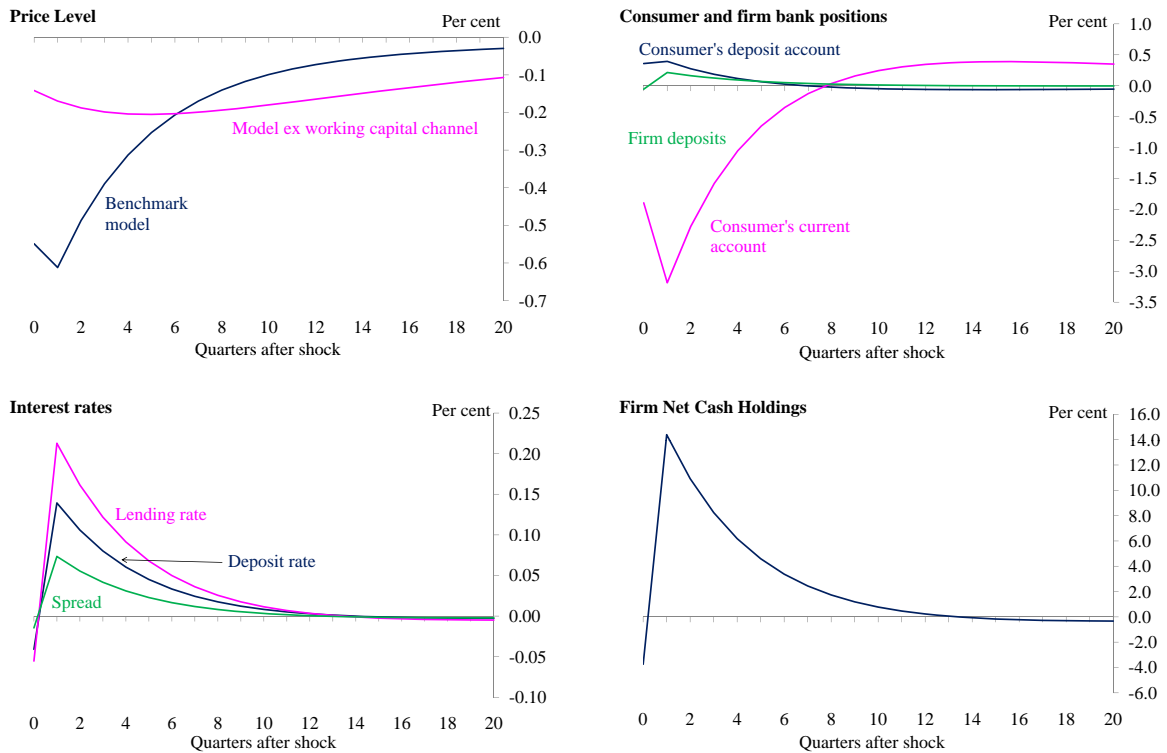 Price Level
Per cent
0.0
-0.1
-0.2
-0.3
-0.4
-0.5
-0.6
-0.7
Model ex working capital channel
Benchmark
model
0 2 4 6 8 10 12 14 16 18 20
Quarters after shock
Consumer and firm bank positions
Per cent
1.0
0.5
0.0
-0.5
-1.0
-1.5
-2.0
-2.5
-3.0
-3.5
Consumer's deposit account
Firm deposits
Consumer's current
account
0 2 4 6 8 10 12 14 16 18 20
Quarters after shock
Interest rates
Per cent
0.25
0.20
0.15
0.10
0.05
0.00
-0.05
-0.10
Lending rate
Deposit rate
Spread
0 2 4 6 8 10 12 14 16 18 20
Quarters after shock
Firm Net Cash Holdings
Per cent
16.0
14.0
12.0
10.0
8.0
6.0
4.0
2.0
0.0
-2.0
-4.0
-6.0
0 2 4 6 8 10 12 14 16 18 20
Quarters after shock